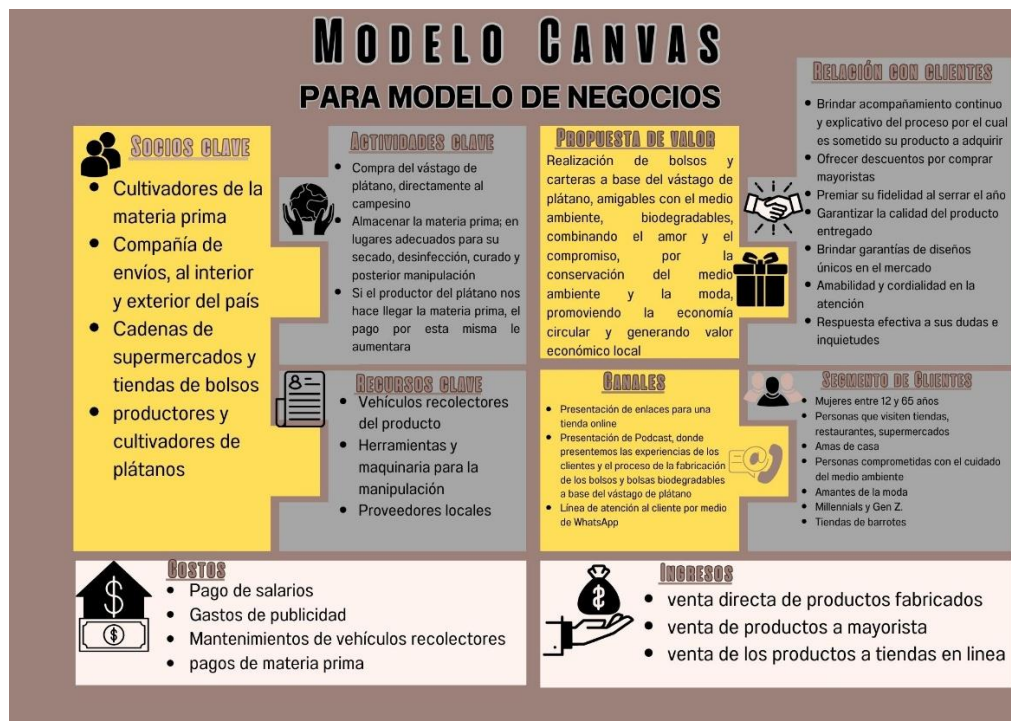 MODELO CANVAS
PARA MODELO DE NEGOCIOS
SOCIOS CLAVE
• Cultivadores de la
materia prima
• Compañía de
envíos, al interior
y exterior del país
• Cadenas de
supermercados y
tiendas de bolsos
• productores y
cultivadores de
plátanos
ACTIVIDADES CLAVE
• Compra del vástago de
plátano, directamente al
campesino
• Almacenar la materia prima; en
lugares adecuados para su
secado, desinfección, curado y
posterior manipulación
• Si el productor del plátano nos
hace llegar la materia prima, el
pago por esta misma le
aumentara
RECURSOS CLAVE
• Vehículos recolectores
del producto
• Herramientas y
maquinaria para la
manipulación
• Proveedores locales
PROPUESTA DE VALOR
Realización de bolsos y
carteras a base del vástago de
plátano, amigables con el medio
ambiente, biodegradables,
combinando el amor y el
compromiso, por la
conservación del medio
ambiente y la moda,
promoviendo la economía
circular y generando valor
económico local
CANALES
• Presentación de enlaces para una
tienda online
• Presentación de Podcast, donde
presentemos las experiencias de los
clientes y el proceso de la fabricación
de los bolsos y bolsas biodegradables
a base del vástago de plátano
• Línea de atención al cliente por medio
de WhatsApp
RELACIÓN CON CLIENTES
• Brindar acompañamiento continuo
y explicativo del proceso por el cual
es sometido su producto a adquirir
• Ofrecer descuentos por comprar
mayoristas
• Premiar su fidelidad al serrar el año
• Garantizar la calidad del producto
entregado
• Brindar garantías de diseños
únicos en el mercado
• Amabilidad y cordialidad en la
atención
• Respuesta efectiva a sus dudas e
inquietudes
SEGMENTO DE CLIENTES
• Mujeres entre 12 y 65 años
• Personas que visiten tiendas,
restaurantes, supermercados
• Amas de casa
• Personas comprometidas con el cuidado
del medio ambiente
• Amantes de la moda
• Millennials y Gen Z.
• Tiendas de barrotes
COSTOS
• Pago de salarios
• Gastos de publicidad
• Mantenimientos de vehículos recolectores
• pagos de materia prima
INGRESOS
• venta directa de productos fabricados
• venta de productos a mayorista
• venta de los productos a tiendas en linea